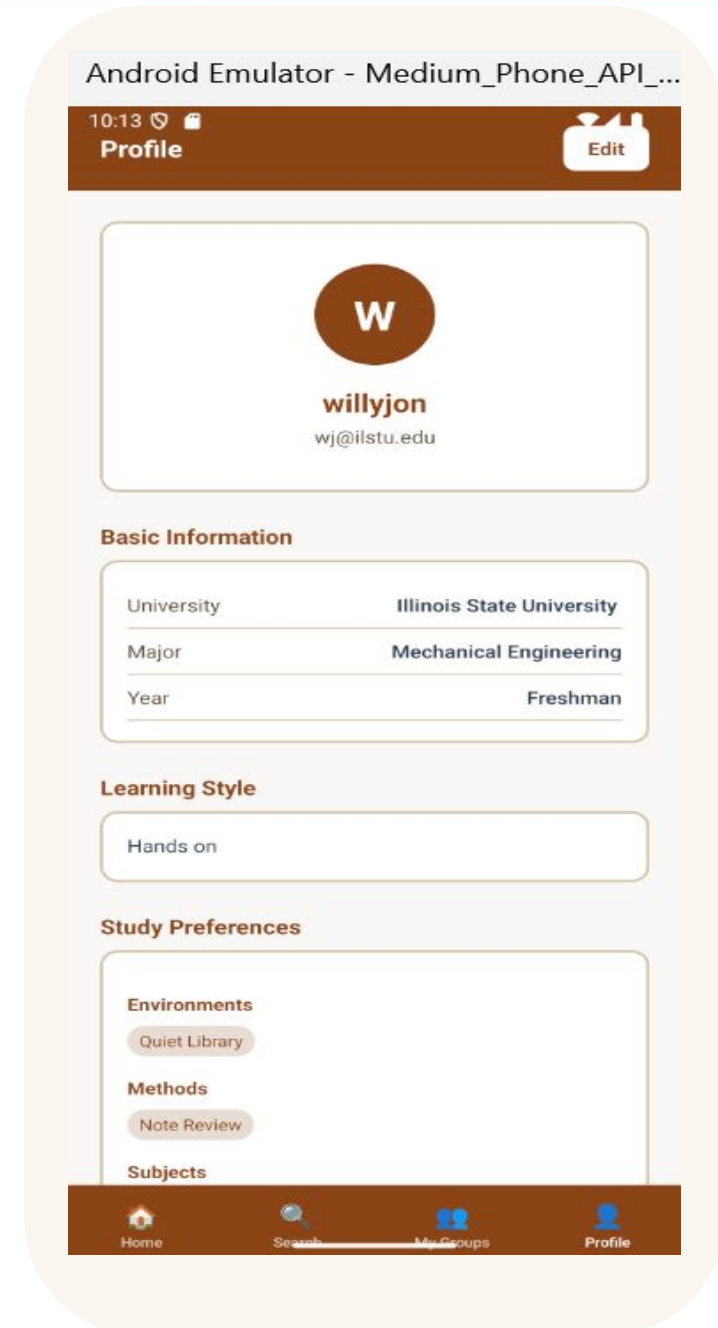 Android Emulator - Medium_Phone_API_...
10:13
Profile
Edit
W
willyjon
wj@ilstu.edu
Basic Information
University Illinois State University
Major Mechanical Engineering
Year Freshman
Learning Style
Hands on
Study Preferences
Environments
Quiet Library
Methods
Note Review
Subjects
Home Search My Groups Profile